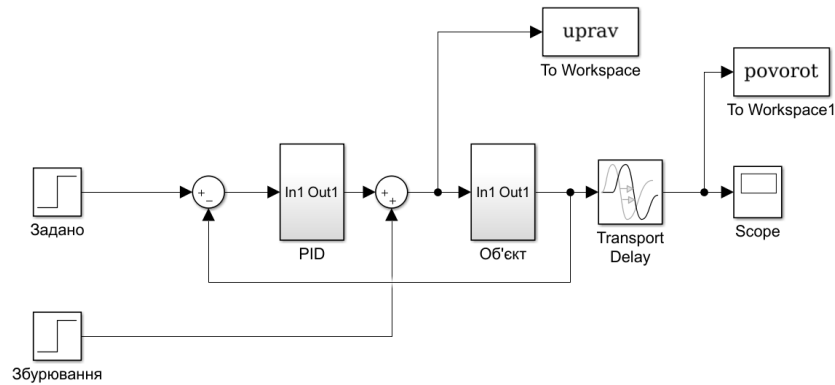 uprav
To Workspace
povorot
To Workspace1
+
−
In1 Out1
+
+
In1 Out1
Задано
PID
Об'єкт
Transport
Delay
Scope
Збурювання